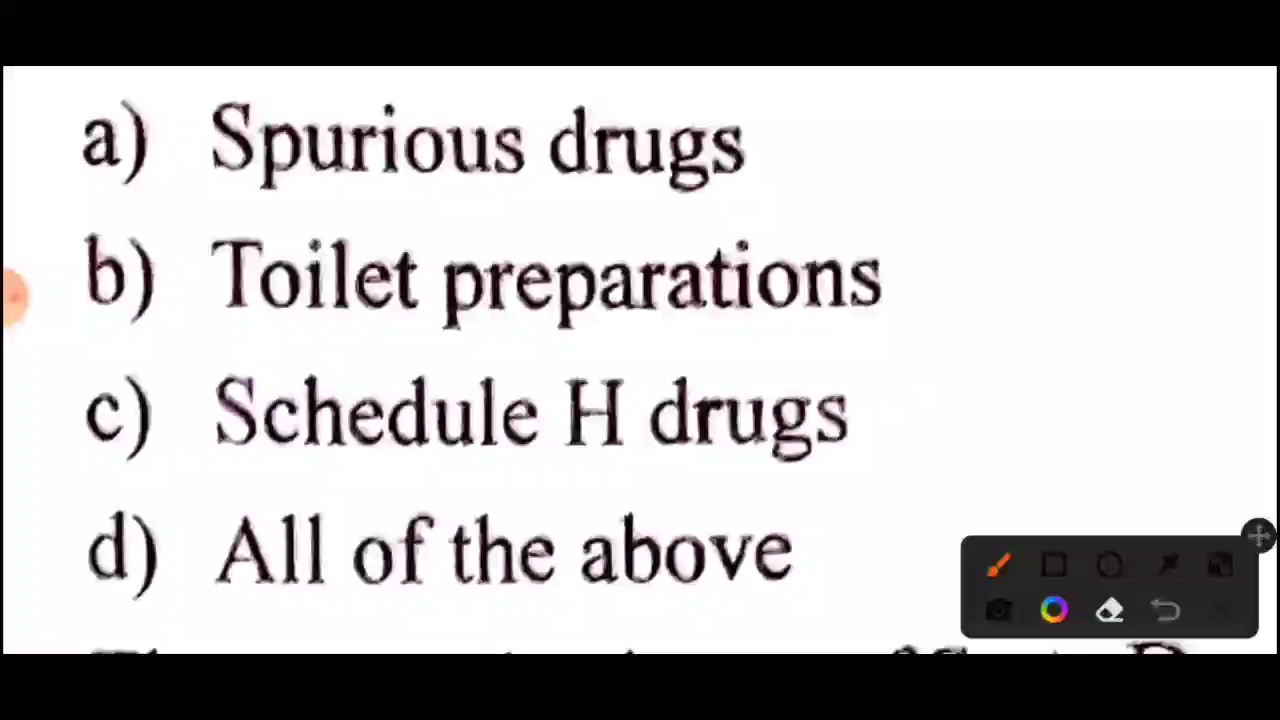 a) Spurious drugs
b) Toilet preparations
c) Schedule H drugs
d) All of the above